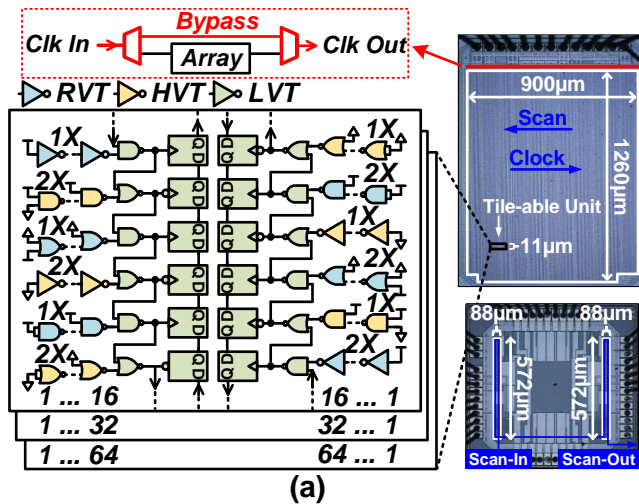 Bypass
Clk In
Array
Clk Out
RVT HVT LVT
1X
2X
1X
2X
1X
2X
D Q
D Q
D Q
D Q
D Q
D Q
Q D
Q D
Q D
Q D
Q D
Q D
1X
2X
1X
2X
1X
2X
1 ... 16 16 ... 1
1 ... 32 32 ... 1
1 ... 64 64 ... 1
(a)
900µm
Scan
Clock
1260µm
Tile-able Unit
11µm
88µm 88µm
572µm 572µm
Scan-In Scan-Out